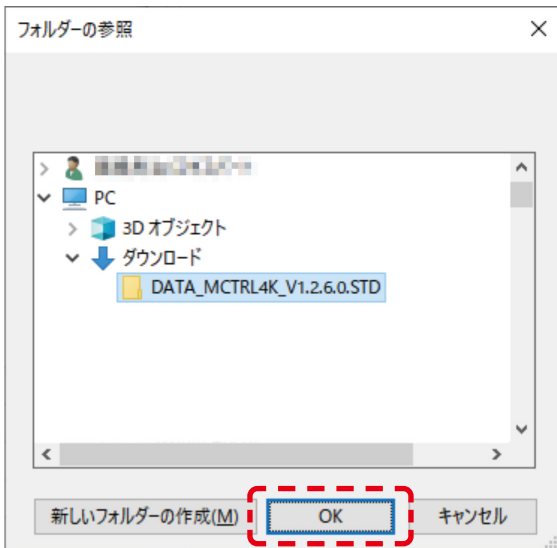 フォルダーの参照
PC
3D オブジェクト
ダウンロード
DATA_MCTRL4K_V1.2.6.0.STD
新しいフォルダーの作成(M)
OK
キャンセル